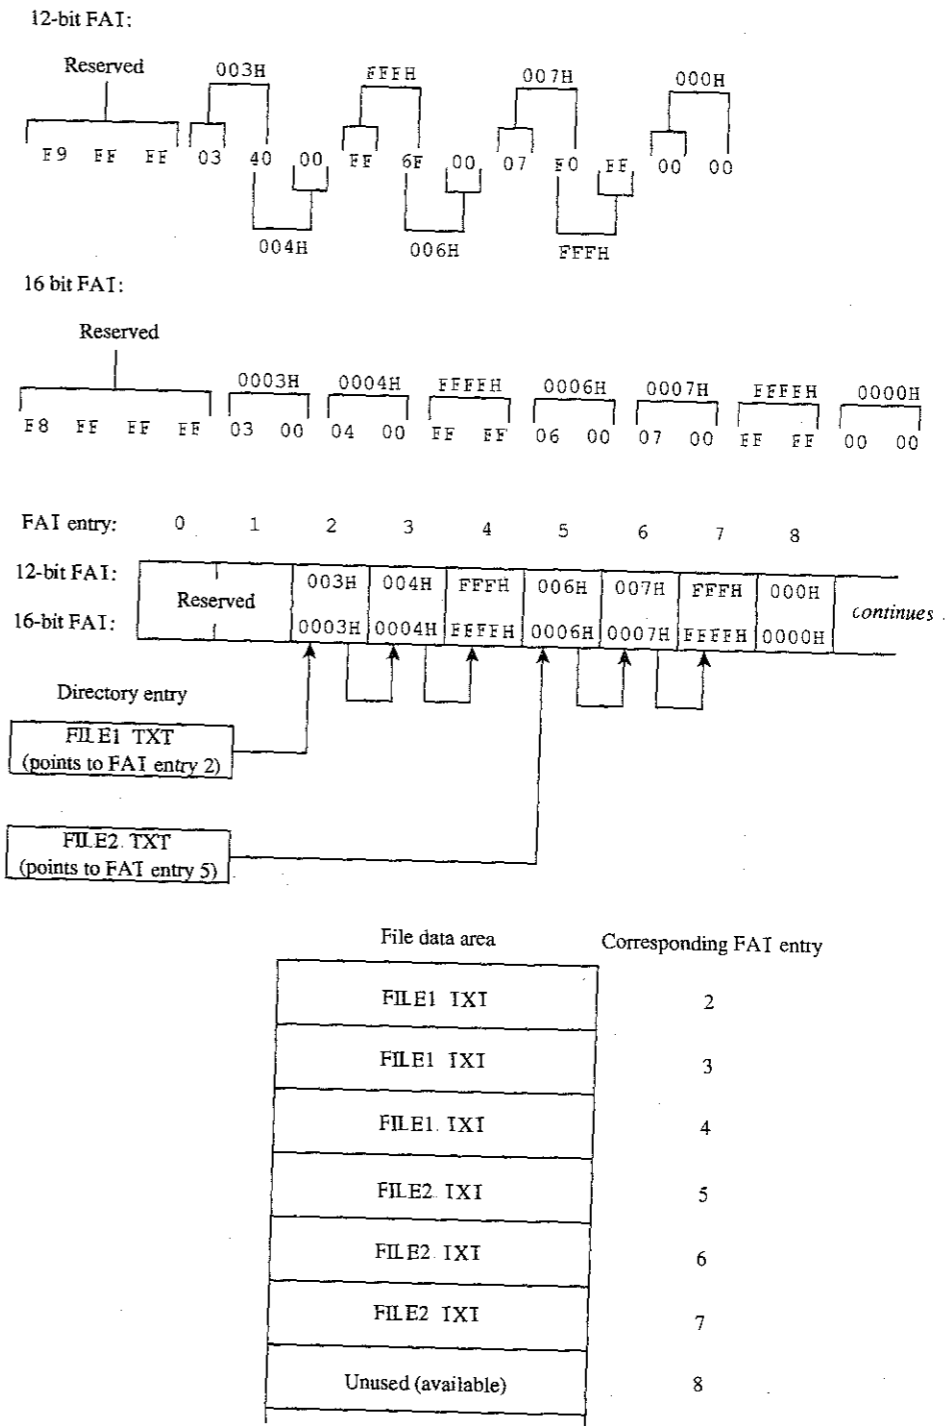 12-bit FAT:
Reserved 003H FFFH 007H 000H
F9 FF FF 03 40 00 FF 6F 00 07 F0 FF 00 00
004H 006H FFFH
16 bit FAT:
Reserved
0003H 0004H FFFFH 0006H 0007H FFFFH 0000H
F8 FF FF FF 03 00 04 00 FF FF 06 00 07 00 FF FF 00 00
FAT entry: 0 1 2 3 4 5 6 7 8
12-bit FAT: 003H 004H FFFH 006H 007H FFFH 000H
Reserved continues
16-bit FAT: 0003H 0004H FFFFH 0006H 0007H FFFFH 0000H
Directory entry
FILE1 TXT
(points to FAT entry 2)
FILE2. TXT
(points to FAT entry 5)
File data area Corresponding FAT entry
FILE1 TXT 2
FILE1 TXT 3
FILE1. TXT 4
FILE2 TXT 5
FILE2 TXT 6
FILE2 TXT 7
Unused (available) 8